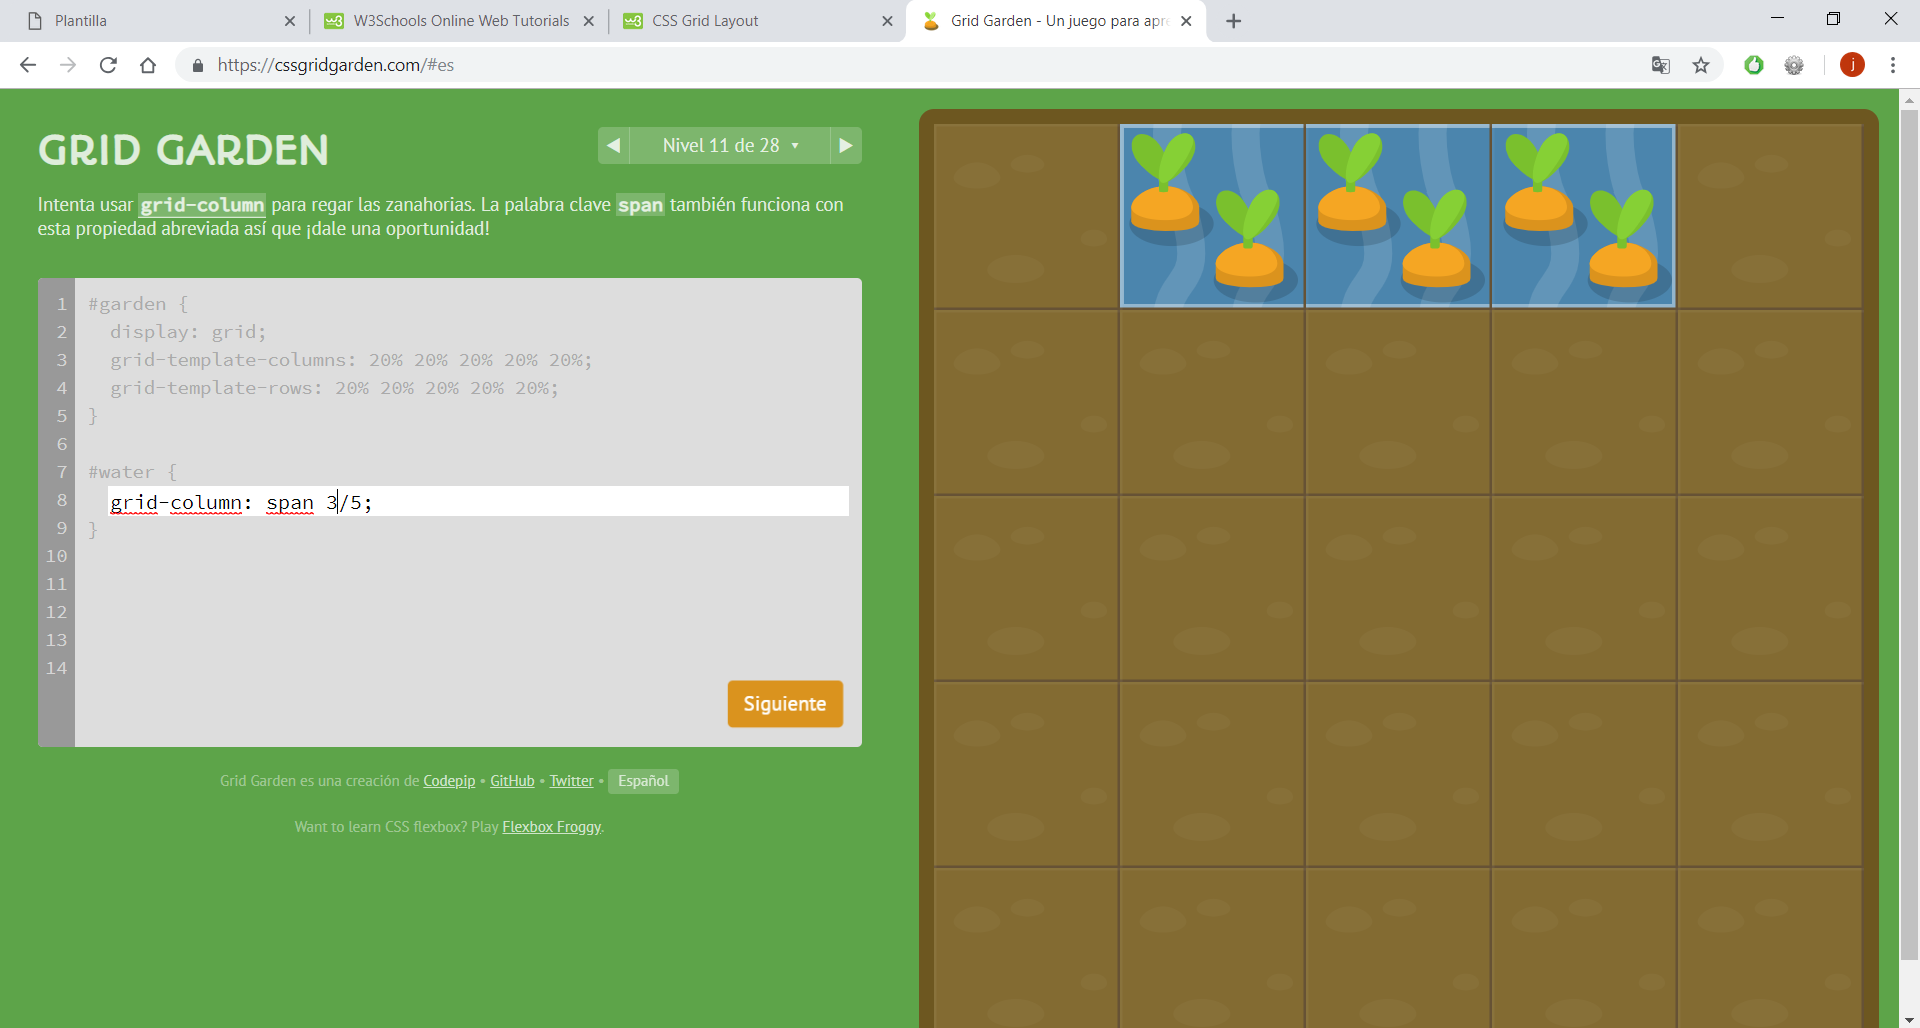 Plantilla
W3Schools Online Web Tutorials
CSS Grid Layout
Grid Garden - Un juego para apre
https://cssgridgarden.com/#es
j
GRID GARDEN
◀ Nivel 11 de 28 ▾ ▶
Intenta usar grid-column para regar las zanahorias. La palabra clave span también funciona con
esta propiedad abreviada así que ¡dale una oportunidad!
1 #garden {
2 display: grid;
3 grid-template-columns: 20% 20% 20% 20% 20%;
4 grid-template-rows: 20% 20% 20% 20% 20%;
5 }
6
7 #water {
8 grid-column: span 3/5;
9 }
10
11
12
13
14
Siguiente
Grid Garden es una creación de Codepip • GitHub • Twitter • Español
Want to learn CSS flexbox? Play Flexbox Froggy.